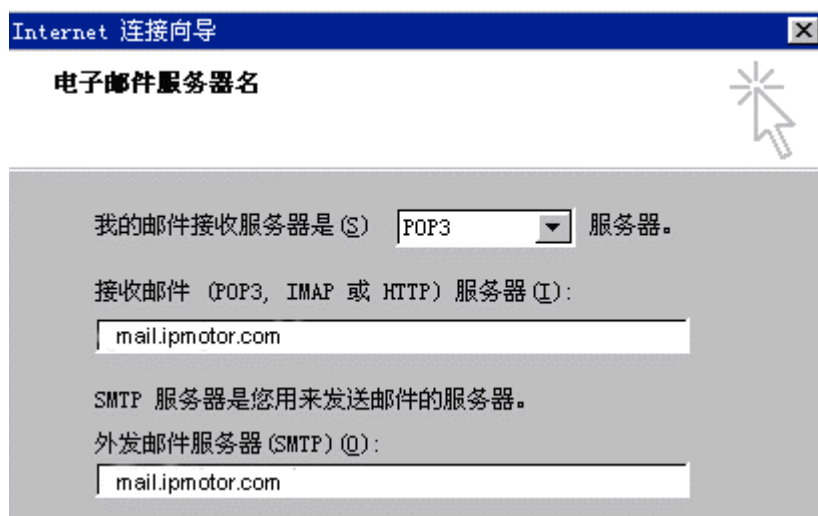 Internet 连接向导
电子邮件服务器名
我的邮件接收服务器是(S) POP3 服务器。
接收邮件 (POP3, IMAP 或 HTTP) 服务器(I):
mail.ipmotor.com
SMTP 服务器是您用来发送邮件的服务器。
外发邮件服务器(SMTP)(O):
mail.ipmotor.com